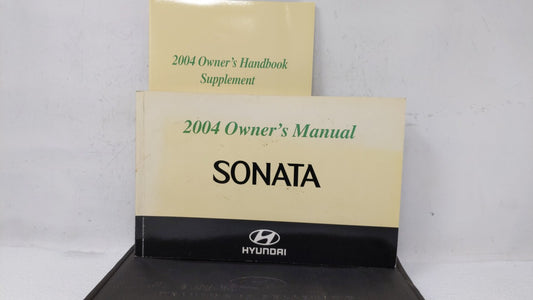 2004 Owner's Handbook
Supplement
2004 Owner's Manual
SONATA
HYUNDAI